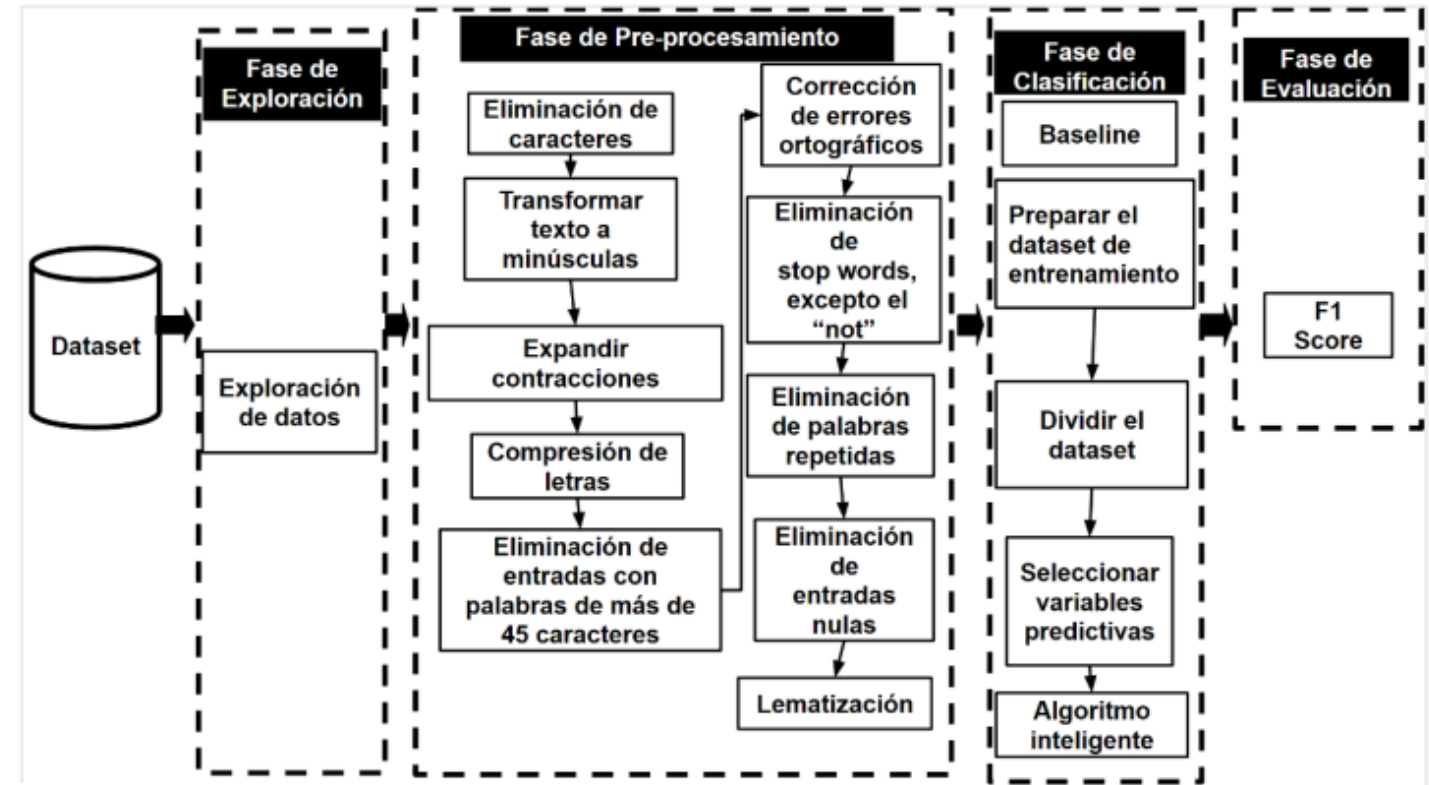 Dataset
Fase de
Exploración
Exploración
de datos
Fase de Pre-procesamiento
Eliminación de
caracteres
Transformar
texto a
minúsculas
Expandir
contracciones
Compresión de
letras
Eliminación de
entradas con
palabras de más de
45 caracteres
Corrección
de errores
ortográficos
Eliminación
de
stop words,
excepto el
“not”
Eliminación
de palabras
repetidas
Eliminación
de
entradas
nulas
Lematización
Fase de
Clasificación
Baseline
Preparar el
dataset de
entrenamiento
Dividir el
dataset
Seleccionar
variables
predictivas
Algoritmo
inteligente
Fase de
Evaluación
F1
Score